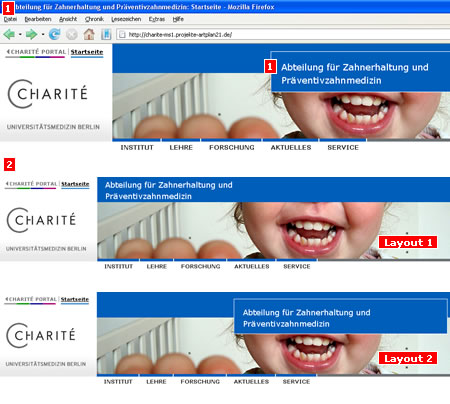 1 bteilung für Zahnerhaltung und Präventivzahnmedizin: Startseite - Mozilla Firefox
Datei Bearbeiten Ansicht Chronik Lesezeichen Extras Hilfe
http://charite-ms1.projekte-artplan21.de/
CHARITÉ PORTAL | Startseite
1 Abteilung für Zahnerhaltung und
Präventivzahnmedizin
CHARITÉ
UNIVERSITÄTSMEDIZIN BERLIN
INSTITUT LEHRE FORSCHUNG AKTUELLES SERVICE
2
CHARITÉ PORTAL | Startseite
Abteilung für Zahnerhaltung und
Präventivzahnmedizin
CHARITÉ
Layout 1
UNIVERSITÄTSMEDIZIN BERLIN
INSTITUT LEHRE FORSCHUNG AKTUELLES SERVICE
CHARITÉ PORTAL | Startseite
Abteilung für Zahnerhaltung und
Präventivzahnmedizin
CHARITÉ
Layout 2
UNIVERSITÄTSMEDIZIN BERLIN
INSTITUT LEHRE FORSCHUNG AKTUELLES SERVICE